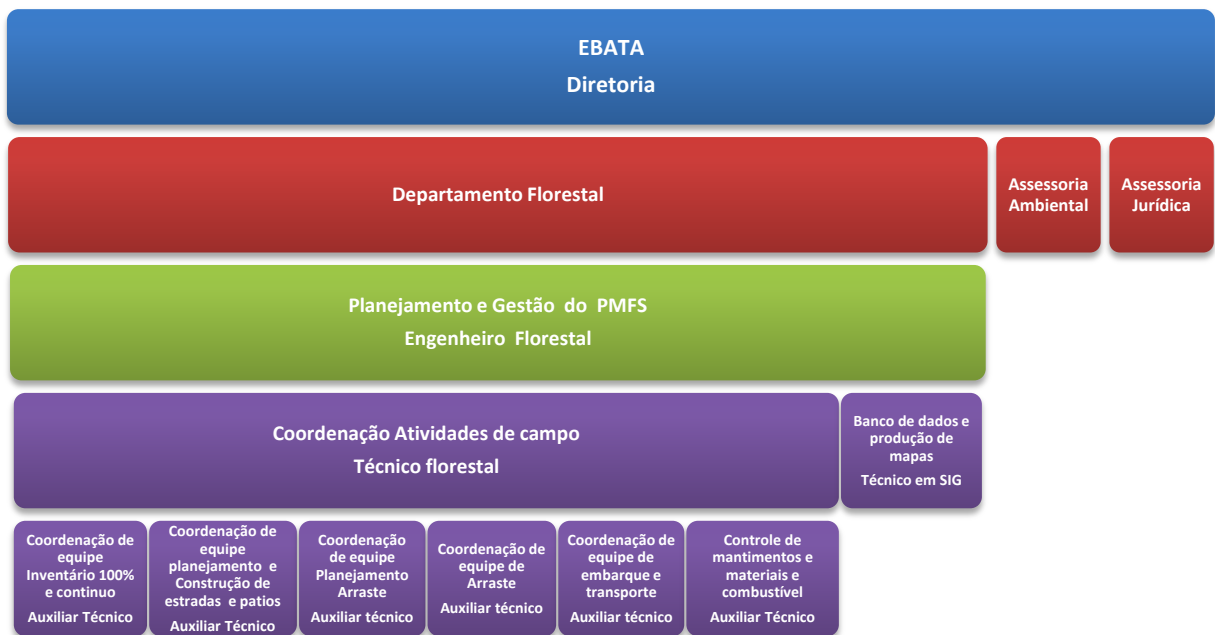 EBATA
Diretoria
Departamento Florestal
Assessoria
Ambiental
Assessoria
Jurídica
Planejamento e Gestão do PMFS
Engenheiro Florestal
Coordenação Atividades de campo
Técnico florestal
Banco de dados e
produção de
mapas
Técnico em SIG
Coordenação de
equipe
Inventário 100%
e continuo
Auxiliar Técnico
Coordenação de
equipe
planejamento e
Construção de
estradas e patios
Auxiliar Técnico
Coordenação
de equipe
Planejamento
Arraste
Auxiliar técnico
Coordenação de
equipe de
Arraste
Auxiliar técnico
Coordenação de
equipe de
embarque e
transporte
Auxiliar técnico
Controle de
mantimentos e
materiais e
combustível
Auxiliar Técnico